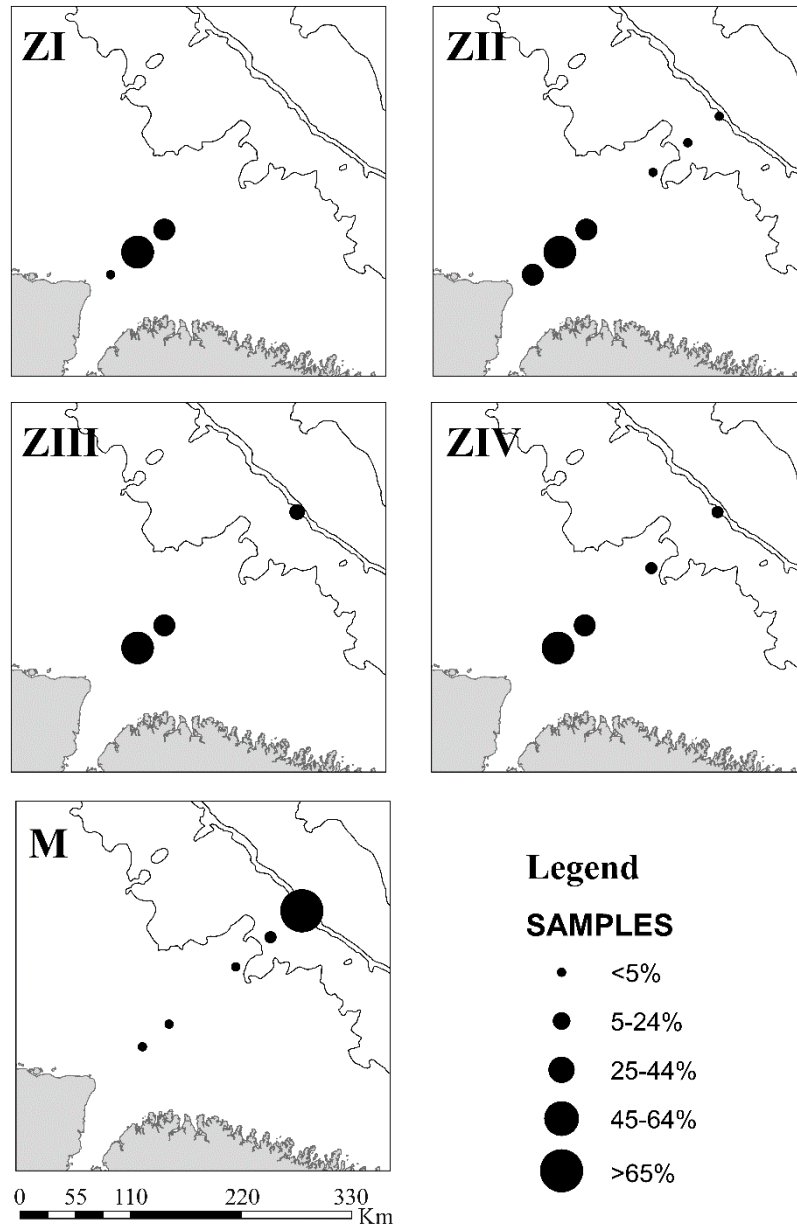 ZI
ZII
ZIII
ZIV
M
Legend
SAMPLES
<5%
5-24%
25-44%
45-64%
>65%
0 55 110 220 330
Km